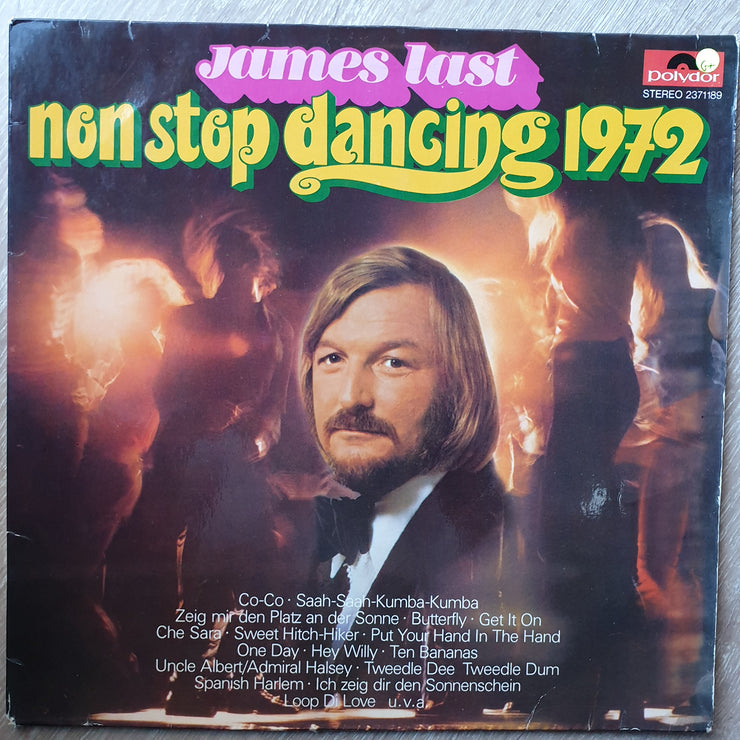 james last
non stop dancing 1972
polydor
STEREO 2371189
Co-Co · Saah-Saah-Kumba-Kumba
Zeig mir den Platz an der Sonne · Butterfly · Get It On
Che Sara · Sweet Hitch-Hiker · Put Your Hand In The Hand
One Day · Hey Willy · Ten Bananas
Uncle Albert/Admiral Halsey · Tweedle Dee Tweedle Dum
Spanish Harlem · Ich zeig dir den Sonnenschein
Loop Di Love u.v.a.